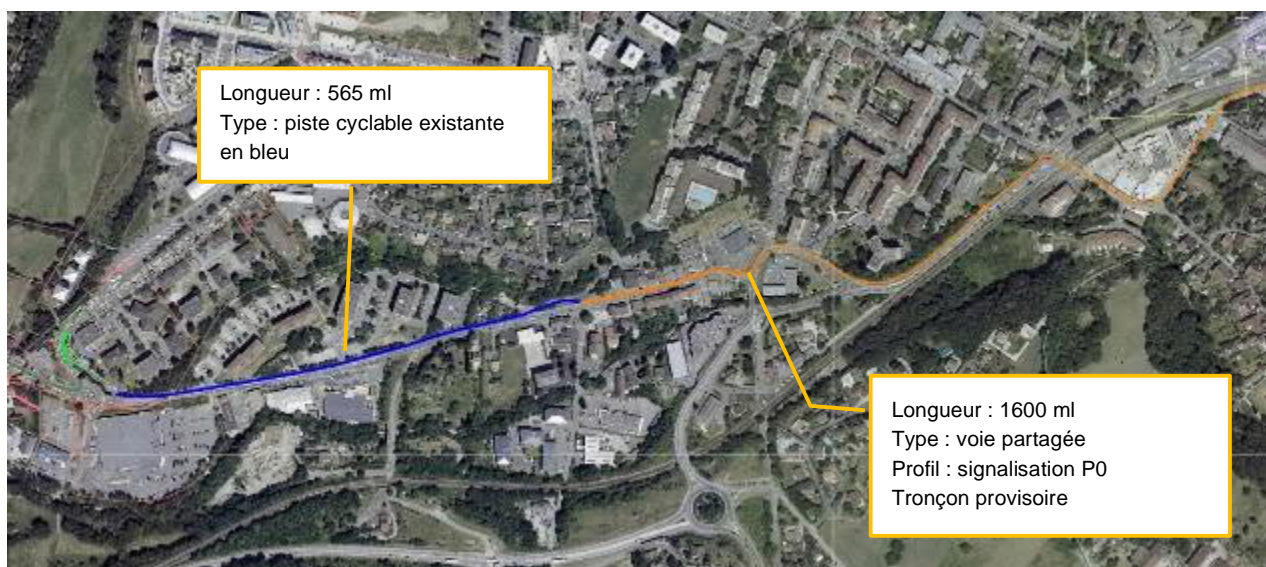 Longueur : 565 ml
Type : piste cyclable existante
en bleu
Longueur : 1600 ml
Type : voie partagée
Profil : signalisation P0
Tronçon provisoire